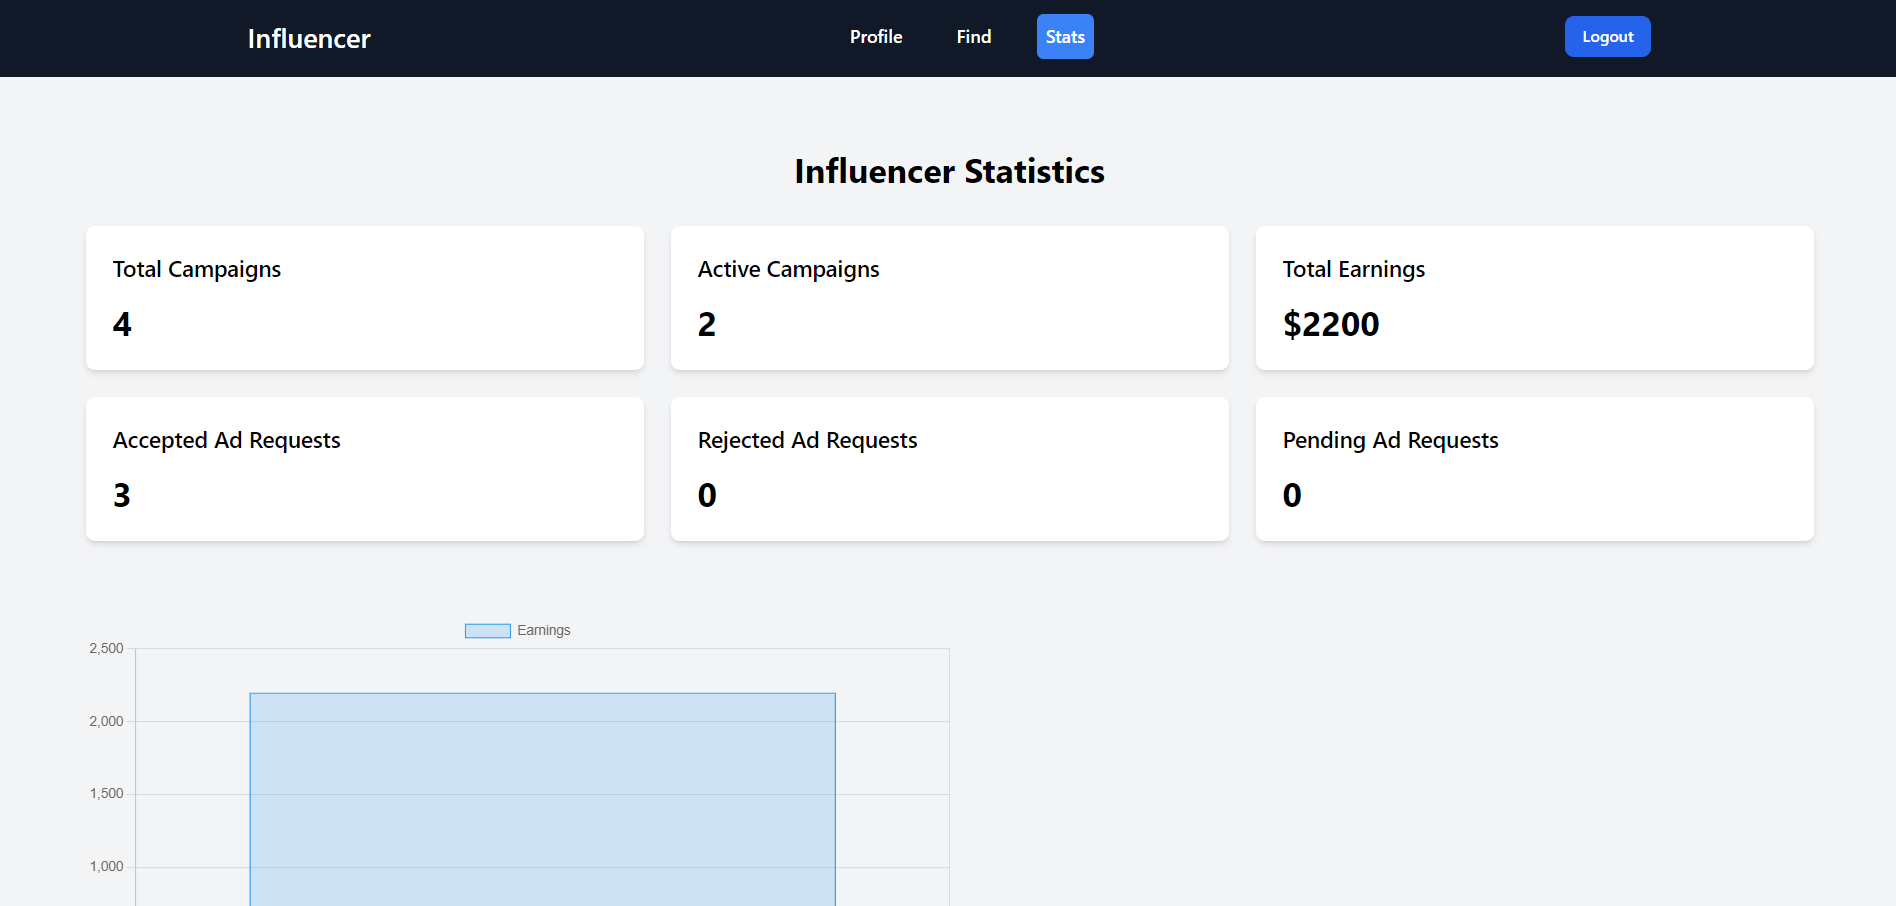 Influencer
Profile
Find
Stats
Logout
Influencer Statistics
Total Campaigns
4
Active Campaigns
2
Total Earnings
$2200
Accepted Ad Requests
3
Rejected Ad Requests
0
Pending Ad Requests
0
Earnings
2,500
2,000
1,500
1,000